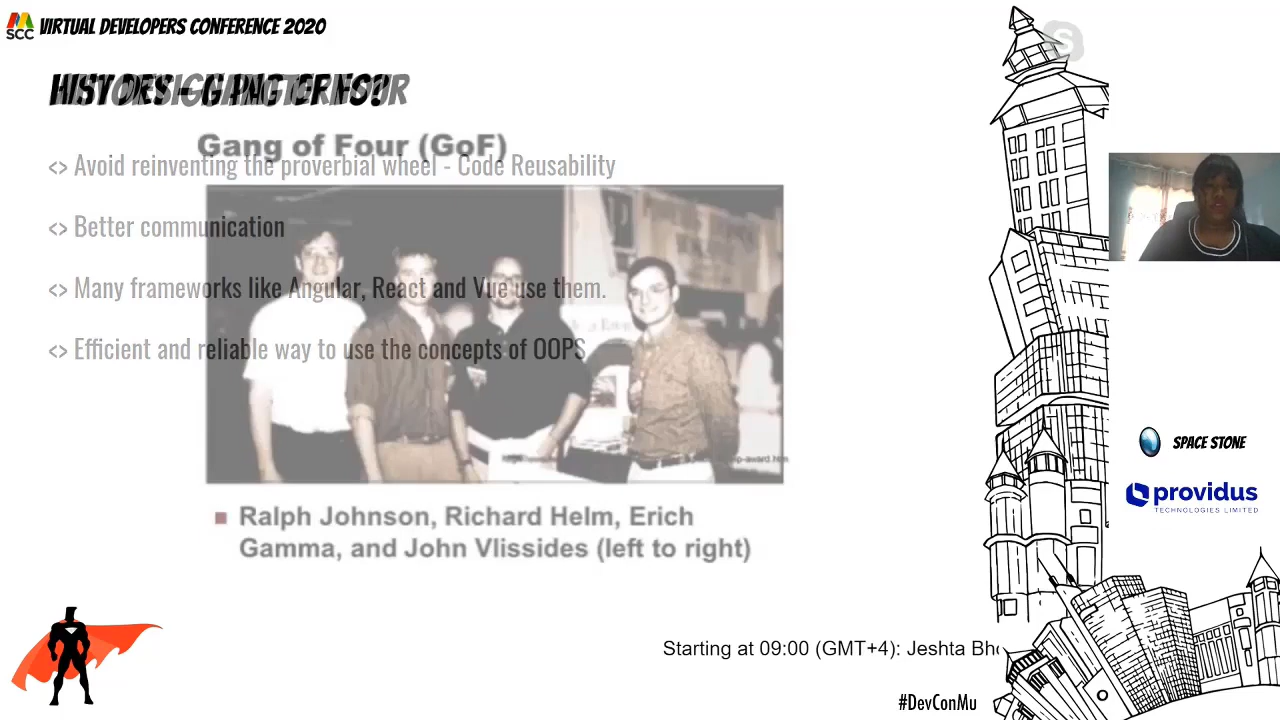 SCC VIRTUAL DEVELOPERS CONFERENCE 2020
Gang of Four (GoF)
<> Avoid reinventing the proverbial wheel - Code Reusability
<> Better communication
<> Many frameworks like Angular, React and Vue use them.
<> Efficient and reliable way to use the concepts of OOPS
Ralph Johnson, Richard Helm, Erich
Gamma, and John Vlissides (left to right)
SPACE STONE
providus
TECHNOLOGIES LIMITED
Starting at 09:00 (GMT+4): Jeshta Bho
#DevConMu